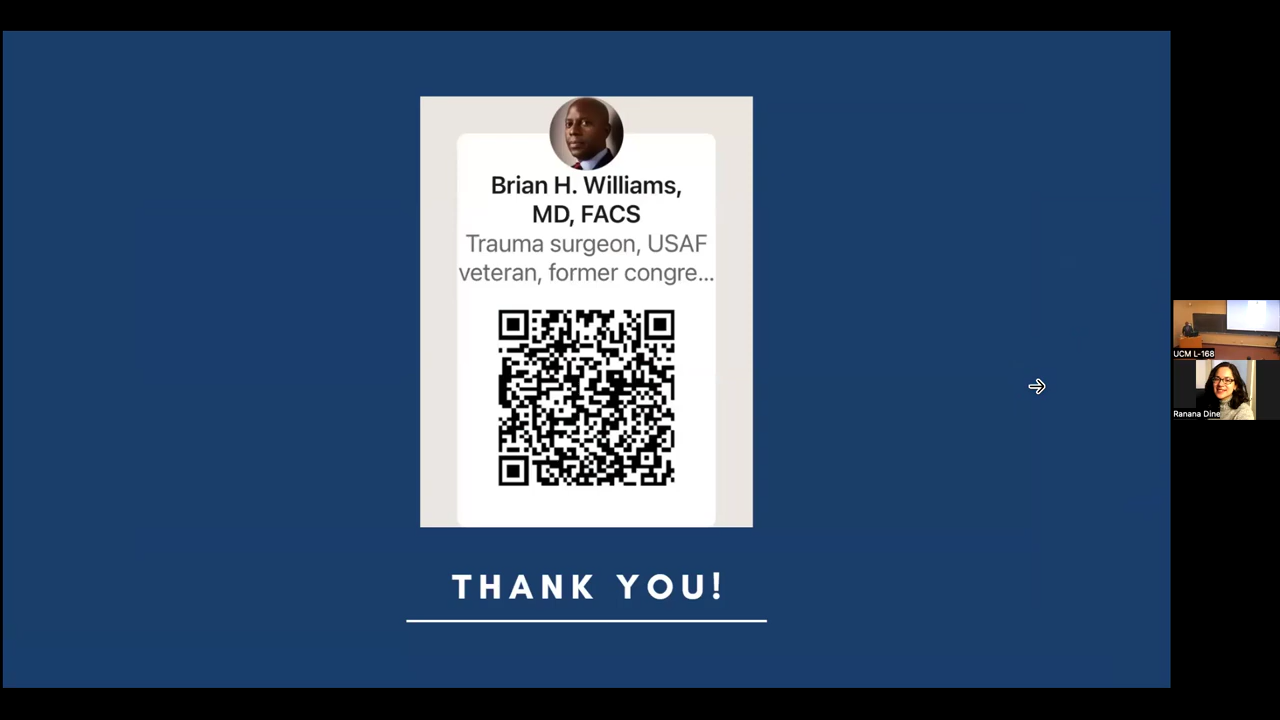 Brian H. Williams,
MD, FACS
Trauma surgeon, USAF
veteran, former congre...
THANK YOU!
UCM L-168
Ranana Dine